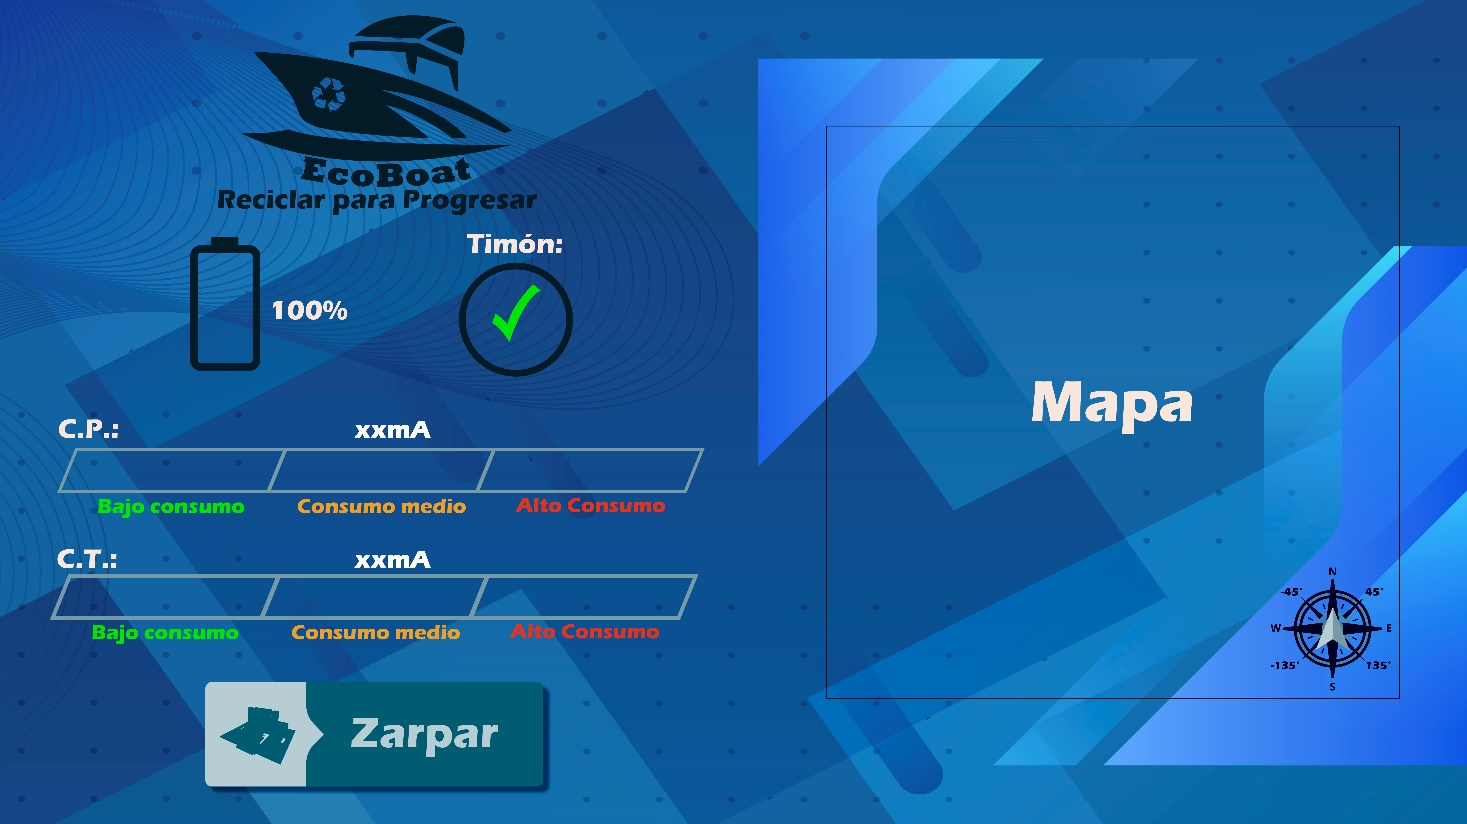 EcoBoat
Reciclar para Progresar
Timón:
100%
C.P.: xxmA
Bajo consumo Consumo medio Alto Consumo
C.T.: xxmA
Bajo consumo Consumo medio Alto Consumo
Zarpar
Mapa
N
-45° 45°
W E
-135° 135°
S